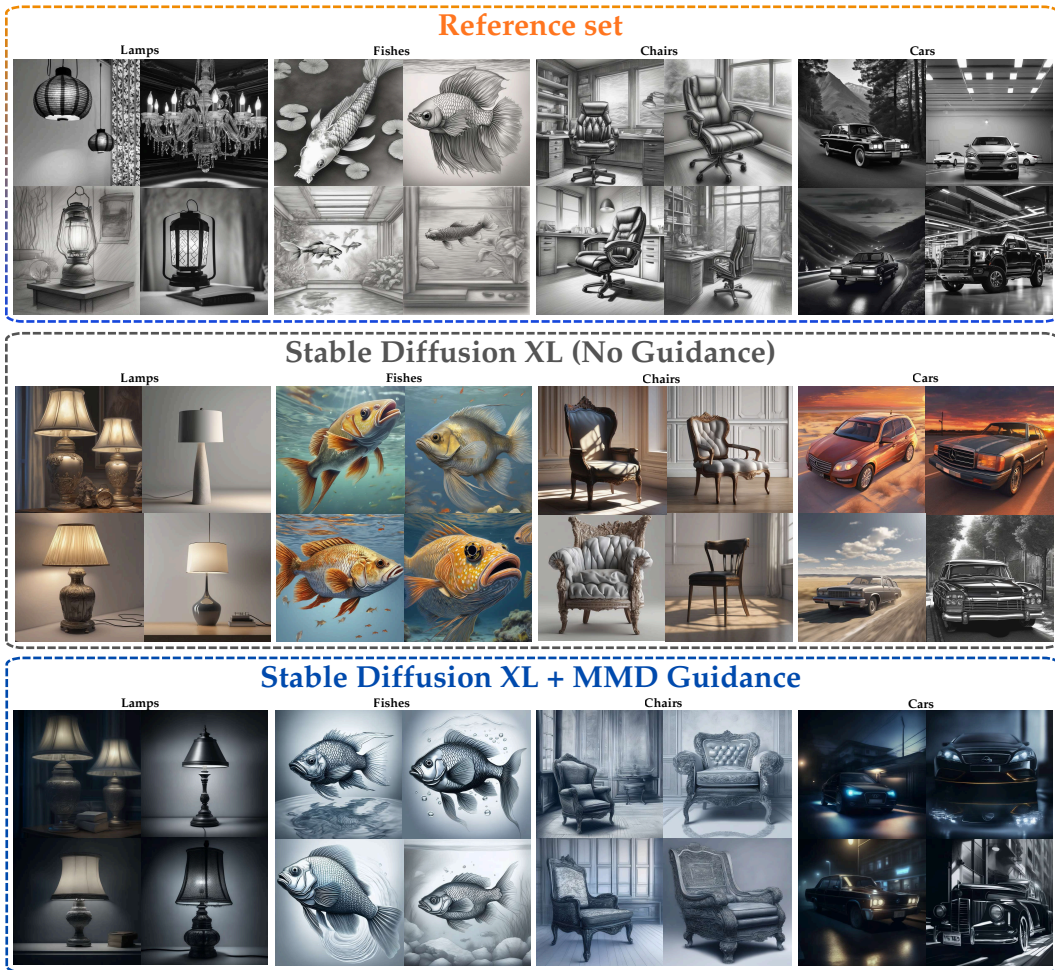 Reference set
Lamps Fishes Chairs Cars
Stable Diffusion XL (No Guidance)
Lamps Fishes Chairs Cars
Stable Diffusion XL + MMD Guidance
Lamps Fishes Chairs Cars